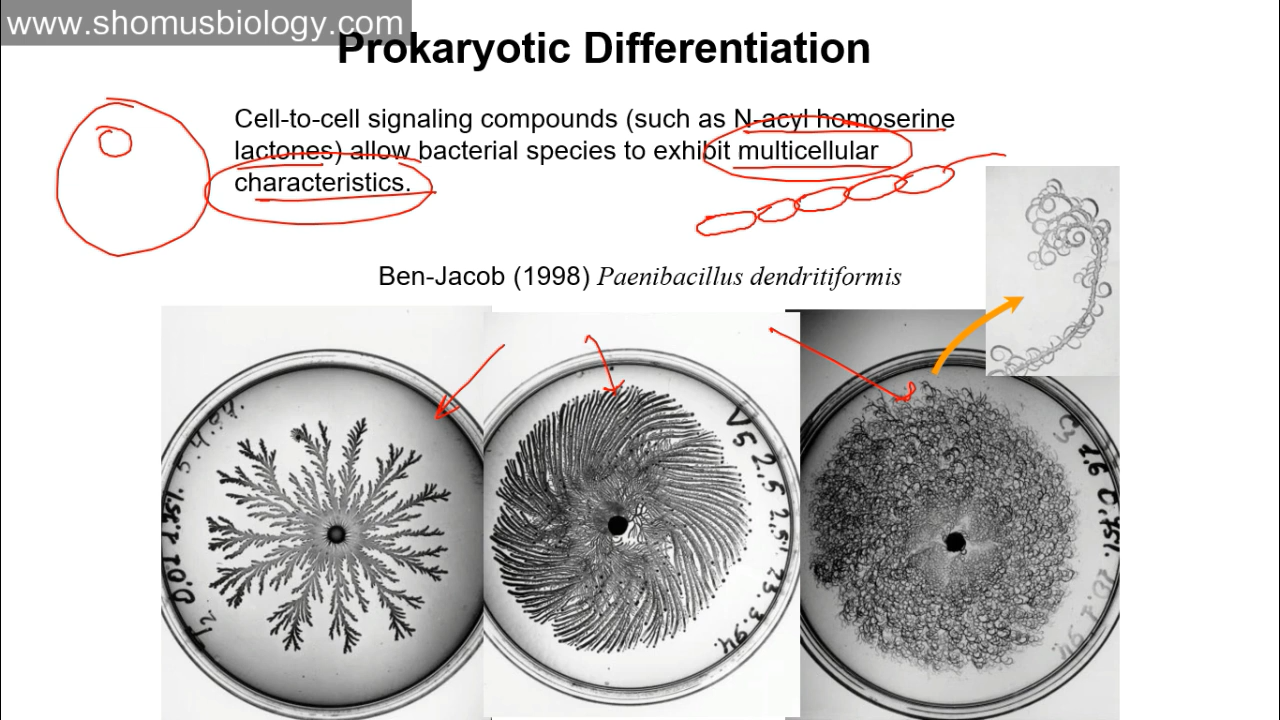 www.shomusbiology.com
Prokaryotic Differentiation
Cell-to-cell signaling compounds (such as N-acyl homoserine
lactones) allow bacterial species to exhibit multicellular
characteristics.
Ben-Jacob (1998) Paenibacillus dendritiformis